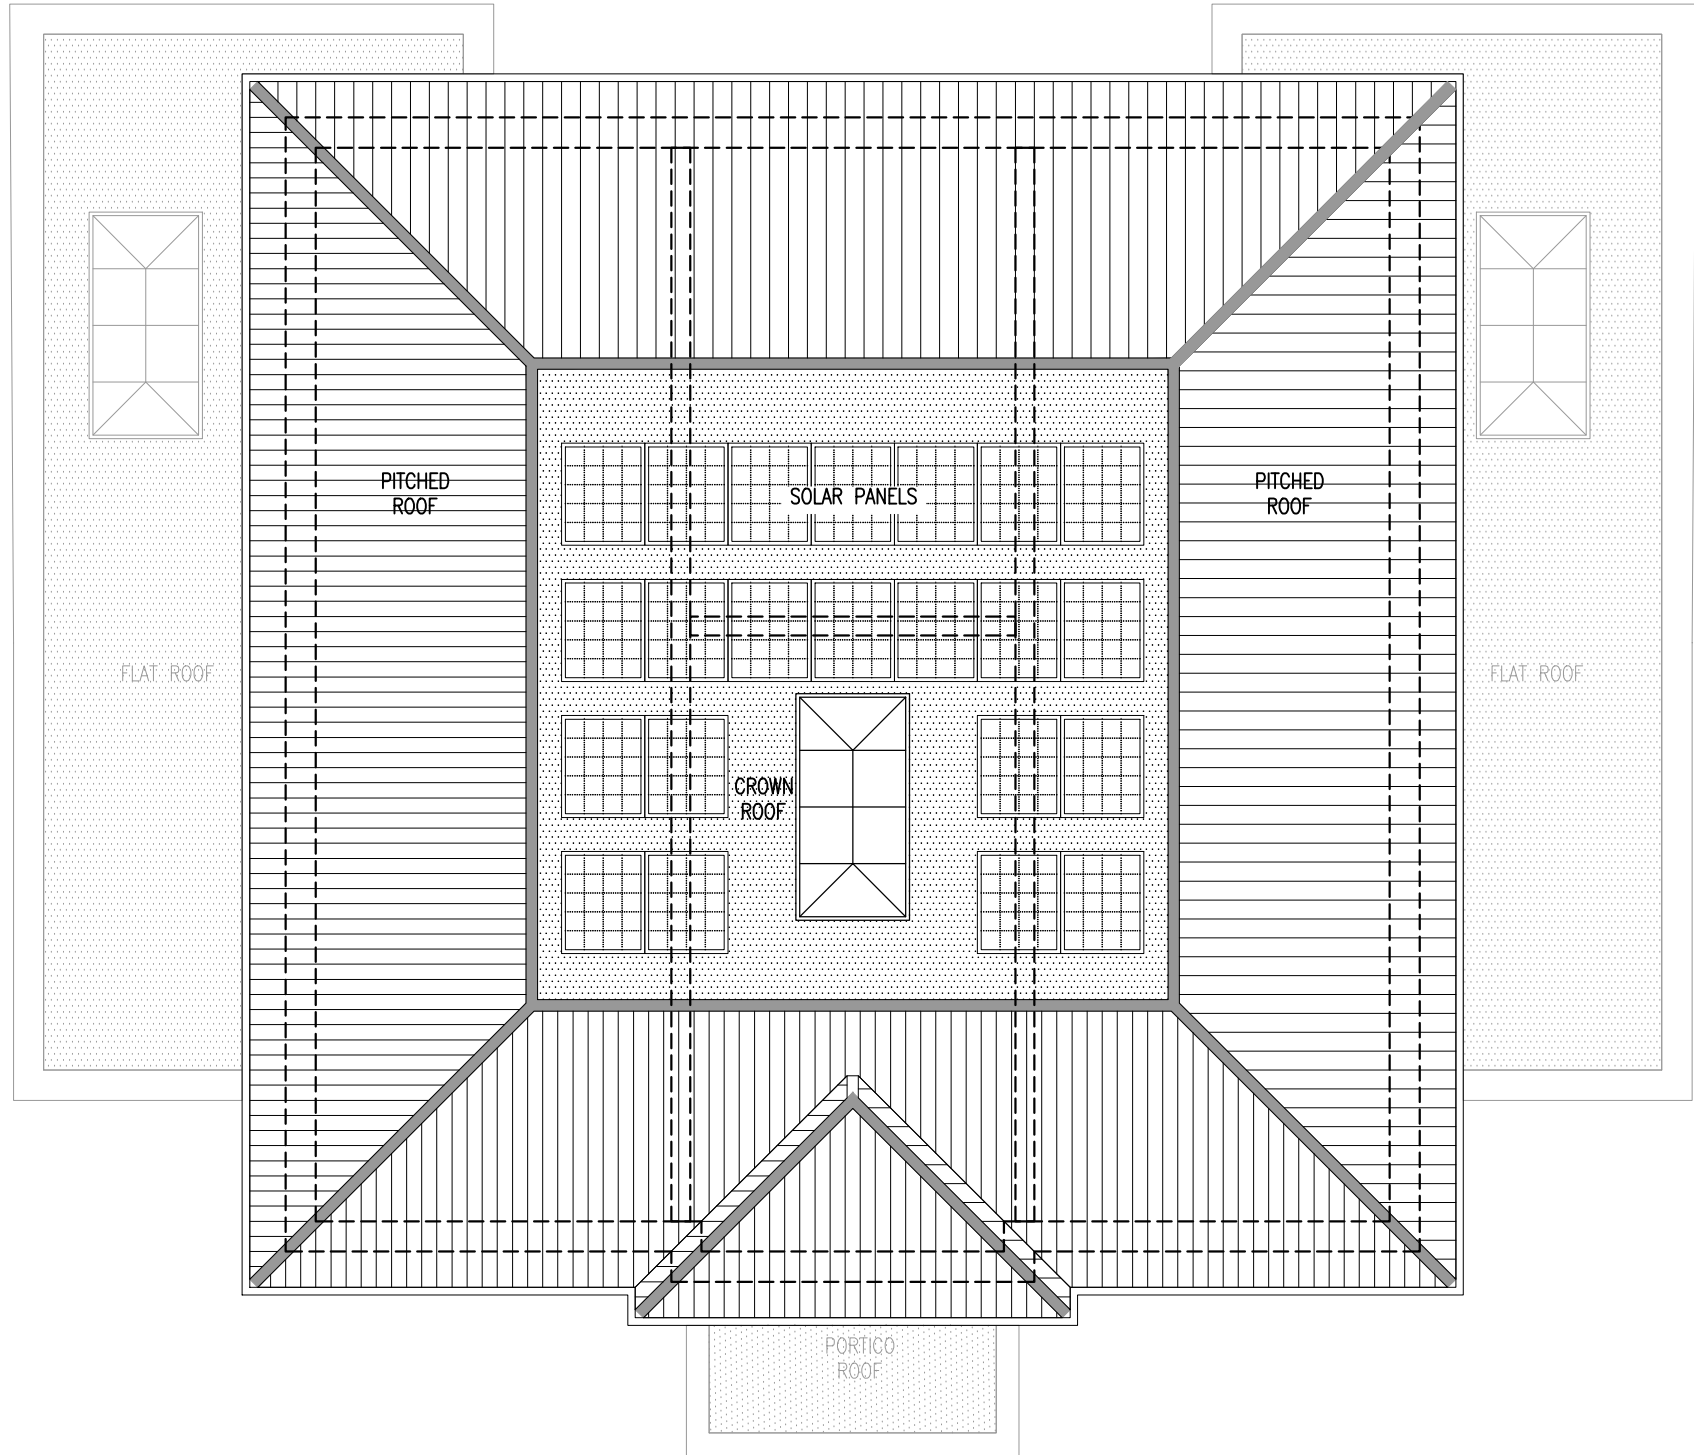 PITCHED
ROOF
SOLAR PANELS
PITCHED
ROOF
FLAT ROOF
FLAT ROOF
CROWN
ROOF
PORTICO
ROOF